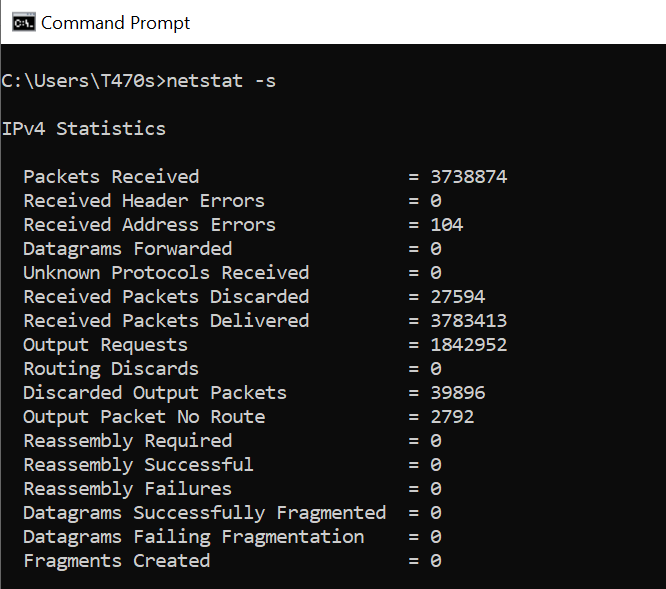 Command Prompt
C:\Users\T470s>netstat -s
IPv4 Statistics
Packets Received = 3738874
Received Header Errors = 0
Received Address Errors = 104
Datagrams Forwarded = 0
Unknown Protocols Received = 0
Received Packets Discarded = 27594
Received Packets Delivered = 3783413
Output Requests = 1842952
Routing Discards = 0
Discarded Output Packets = 39896
Output Packet No Route = 2792
Reassembly Required = 0
Reassembly Successful = 0
Reassembly Failures = 0
Datagrams Successfully Fragmented = 0
Datagrams Failing Fragmentation = 0
Fragments Created = 0